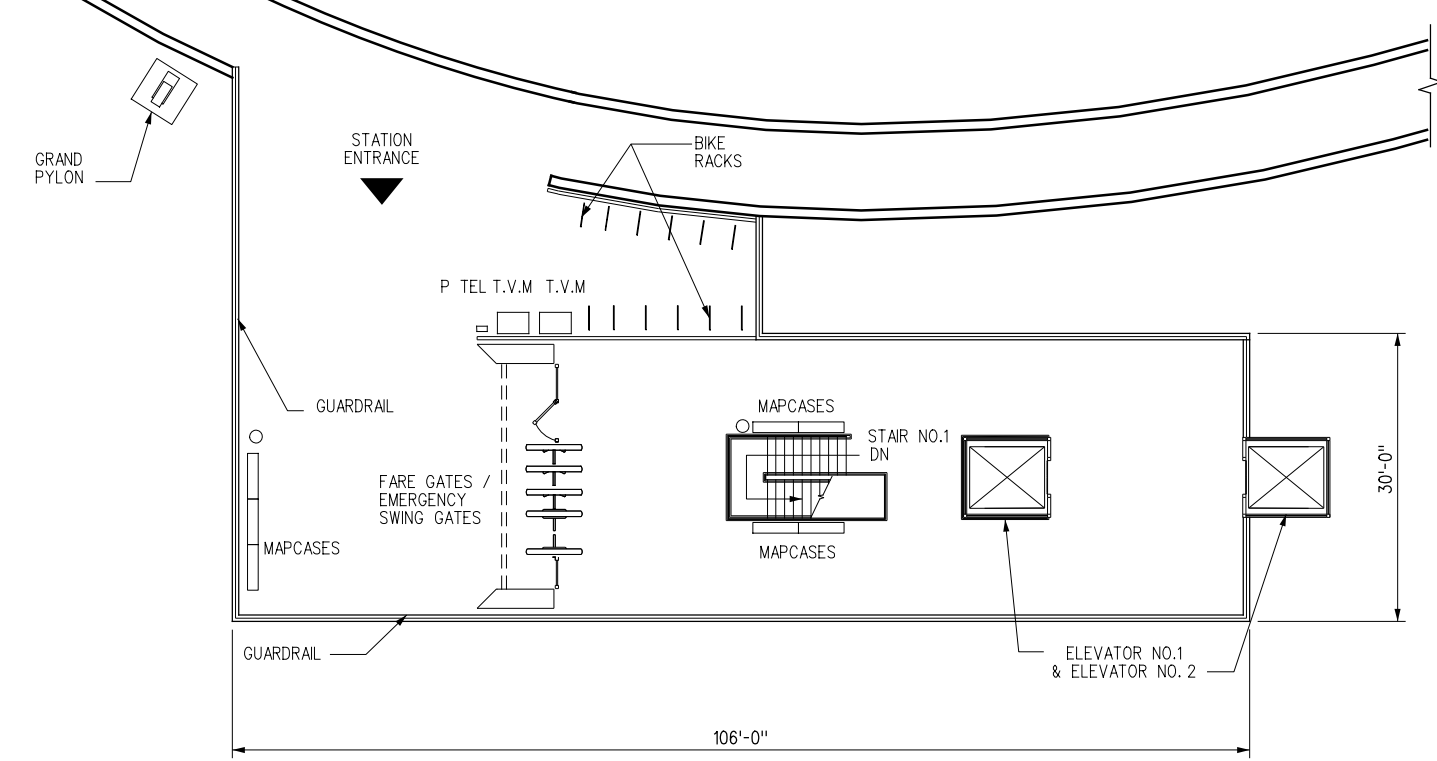 STATION
ENTRANCE
BIKE
RACKS
GRAND
PYLON
P TEL T.V.M T.V.M
GUARDRAIL
MAPCASES
STAIR NO.1
DN
FARE GATES /
EMERGENCY
SWING GATES
30'-0"
MAPCASES
MAPCASES
GUARDRAIL
ELEVATOR NO.1
& ELEVATOR NO. 2
106'-0"